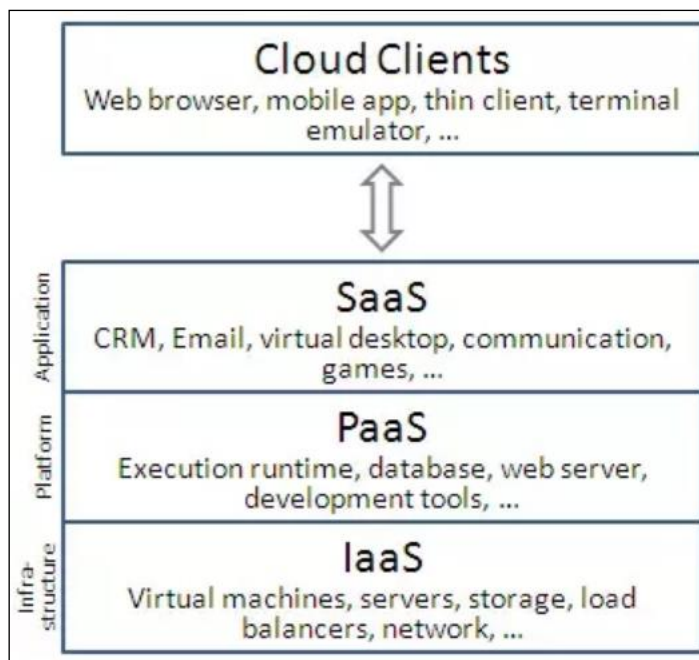 Cloud Clients
Web browser, mobile app, thin client, terminal
emulator, ...
Application
SaaS
CRM, Email, virtual desktop, communication,
games, ...
Platform
PaaS
Execution runtime, database, web server,
development tools, ...
Infra-
structure
IaaS
Virtual machines, servers, storage, load
balancers, network, ...